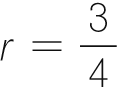 r = 3/4